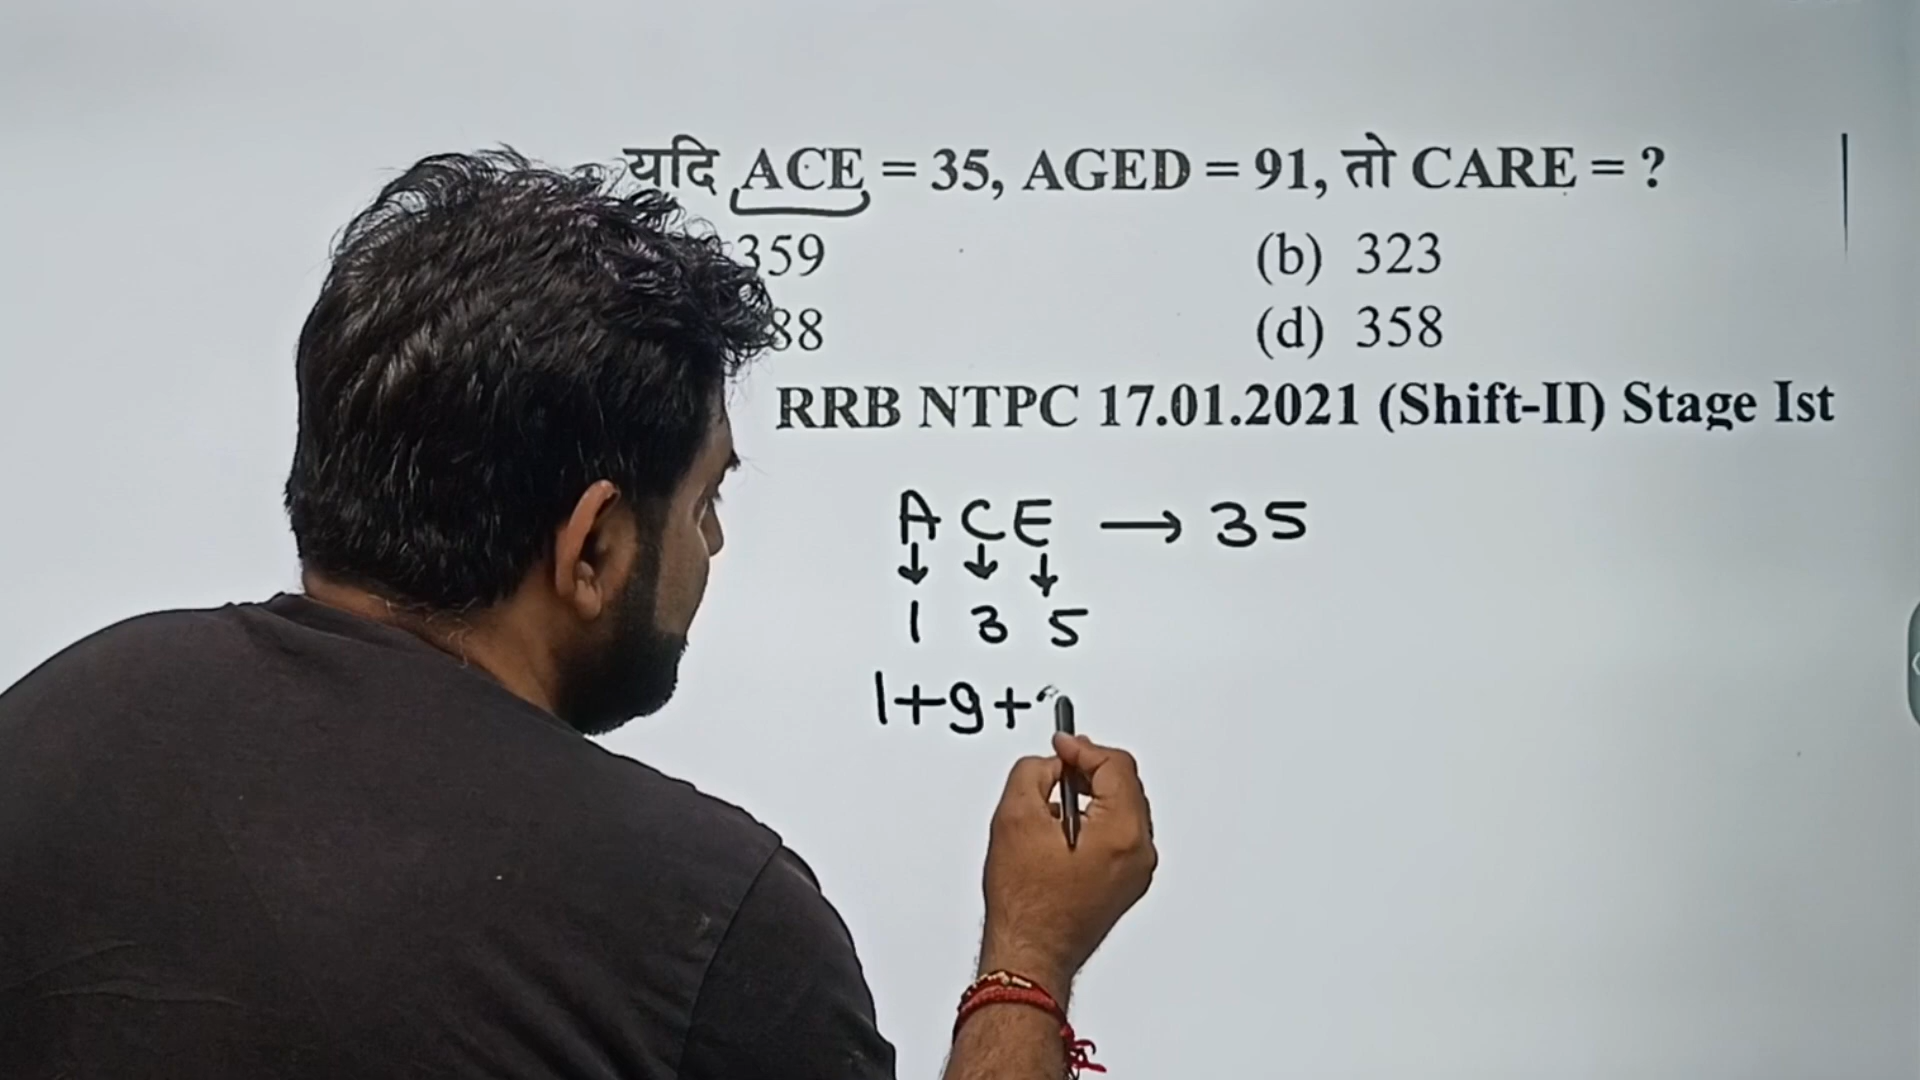 यदि ACE = 35, AGED = 91, तो CARE = ?
359 (b) 323
88 (d) 358
RRB NTPC 17.01.2021 (Shift-II) Stage Ist
A C E → 35
↓ ↓ ↓
1 3 5
1+9+